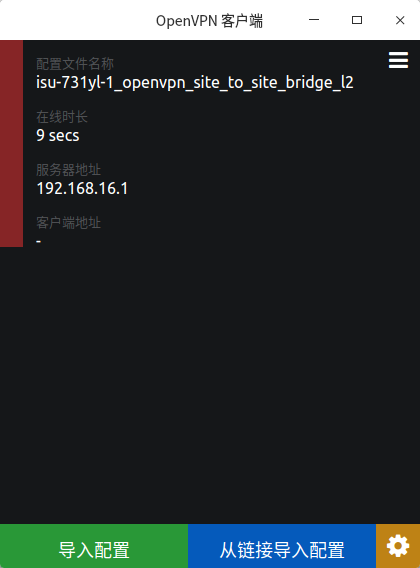 OpenVPN 客户端
配置文件名称
isu-731yl-1_openvpn_site_to_site_bridge_l2
在线时长
9 secs
服务器地址
192.168.16.1
客户端地址
-
导入配置
从链接导入配置